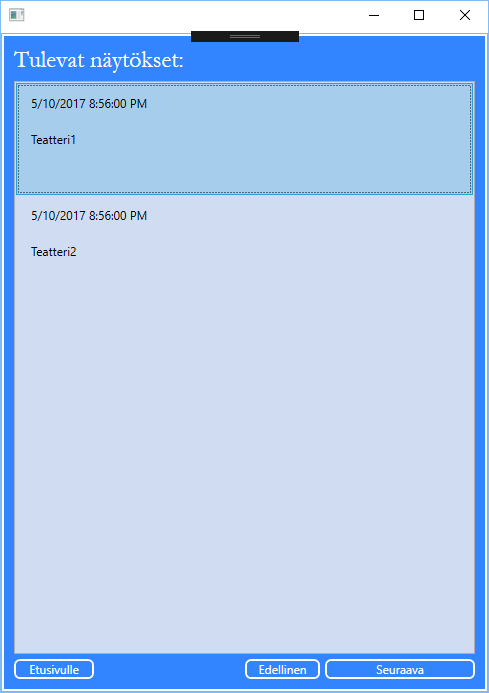 Tulevat näytökset:
5/10/2017 8:56:00 PM
Teatteri1
5/10/2017 8:56:00 PM
Teatteri2
Etusivulle Edellinen Seuraava